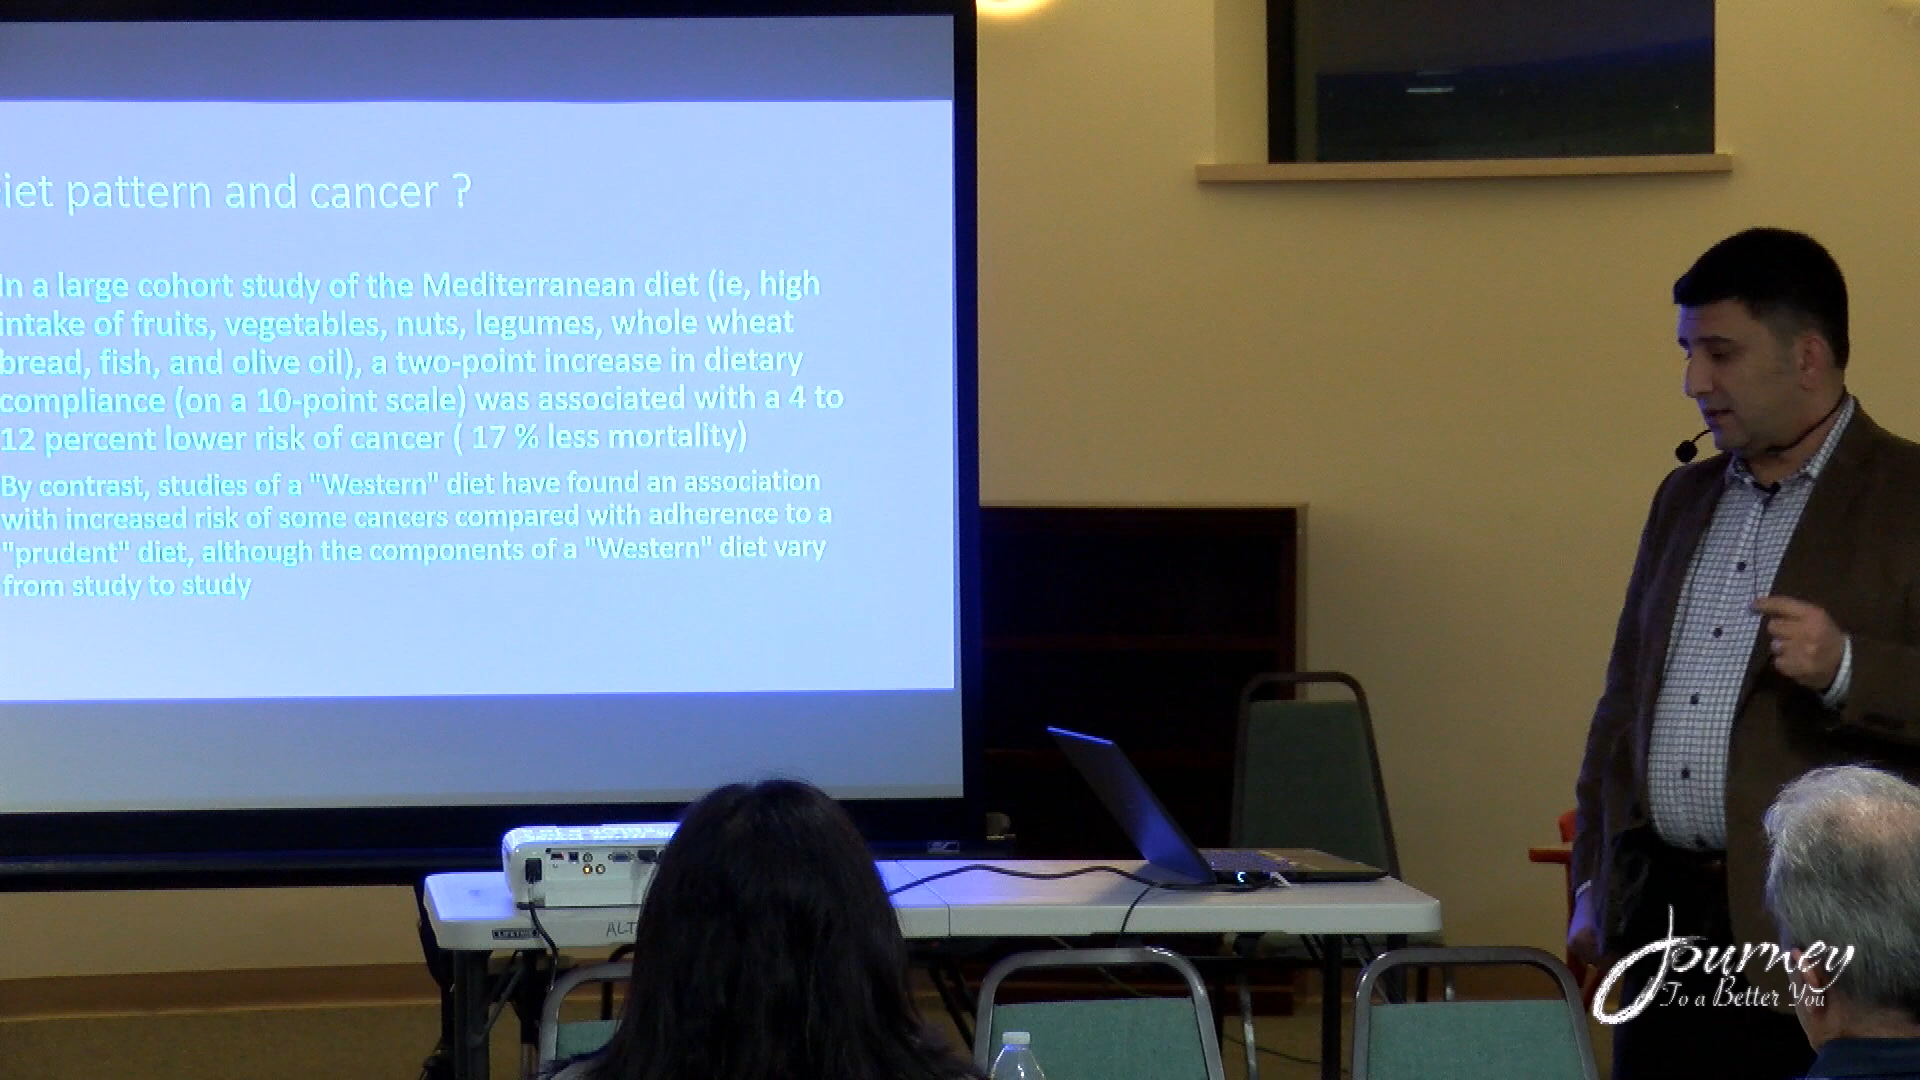 iet pattern and cancer ?
In a large cohort study of the Mediterranean diet (ie, high
intake of fruits, vegetables, nuts, legumes, whole wheat
bread, fish, and olive oil), a two-point increase in dietary
compliance (on a 10-point scale) was associated with a 4 to
12 percent lower risk of cancer ( 17 % less mortality)
By contrast, studies of a "Western" diet have found an association
with increased risk of some cancers compared with adherence to a
"prudent" diet, although the components of a "Western" diet vary
from study to study
LIFETIME
ALT
Journey
To a Better You